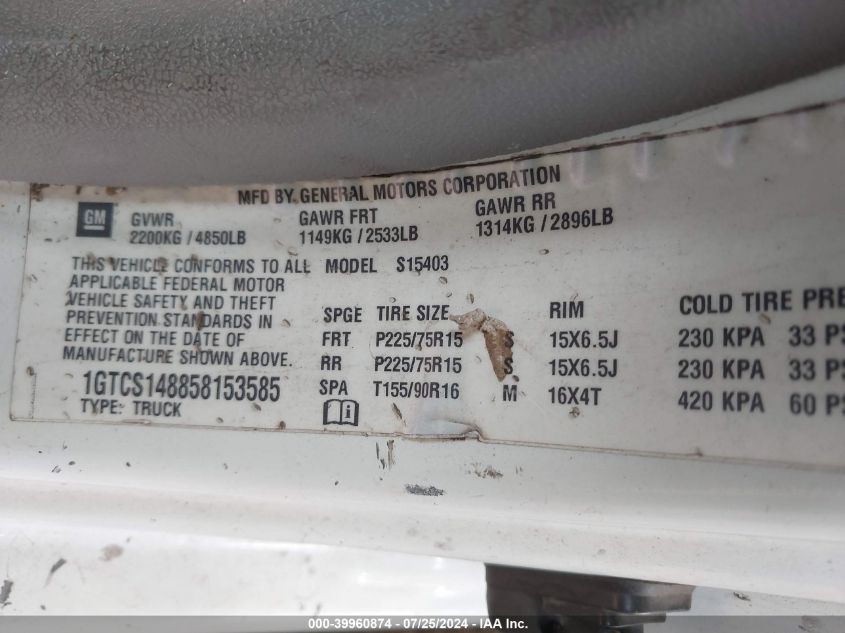 MFD BY GENERAL MOTORS CORPORATION
GM
GVWR GAWR FRT GAWR RR
2200KG / 4850LB 1149KG / 2533LB 1314KG / 2896LB
THIS VEHICLE CONFORMS TO ALL
APPLICABLE FEDERAL MOTOR
VEHICLE SAFETY AND THEFT
PREVENTION STANDARDS IN
EFFECT ON THE DATE OF
MANUFACTURE SHOWN ABOVE.
1GTCS148858153585
TYPE: TRUCK
MODEL S15403
SPGE TIRE SIZE RIM COLD TIRE PRE
FRT P225/75R15 S 15X6.5J 230 KPA 33 PS
RR P225/75R15 S 15X6.5J 230 KPA 33 PS
SPA T155/90R16 M 16X4T 420 KPA 60 PS
000-39960874 - 07/25/2024 - IAA Inc.